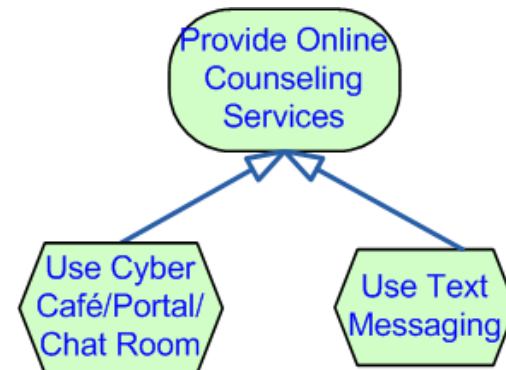 Provide Online
Counseling
Services
Use Cyber
Café/Portal/
Chat Room
Use Text
Messaging